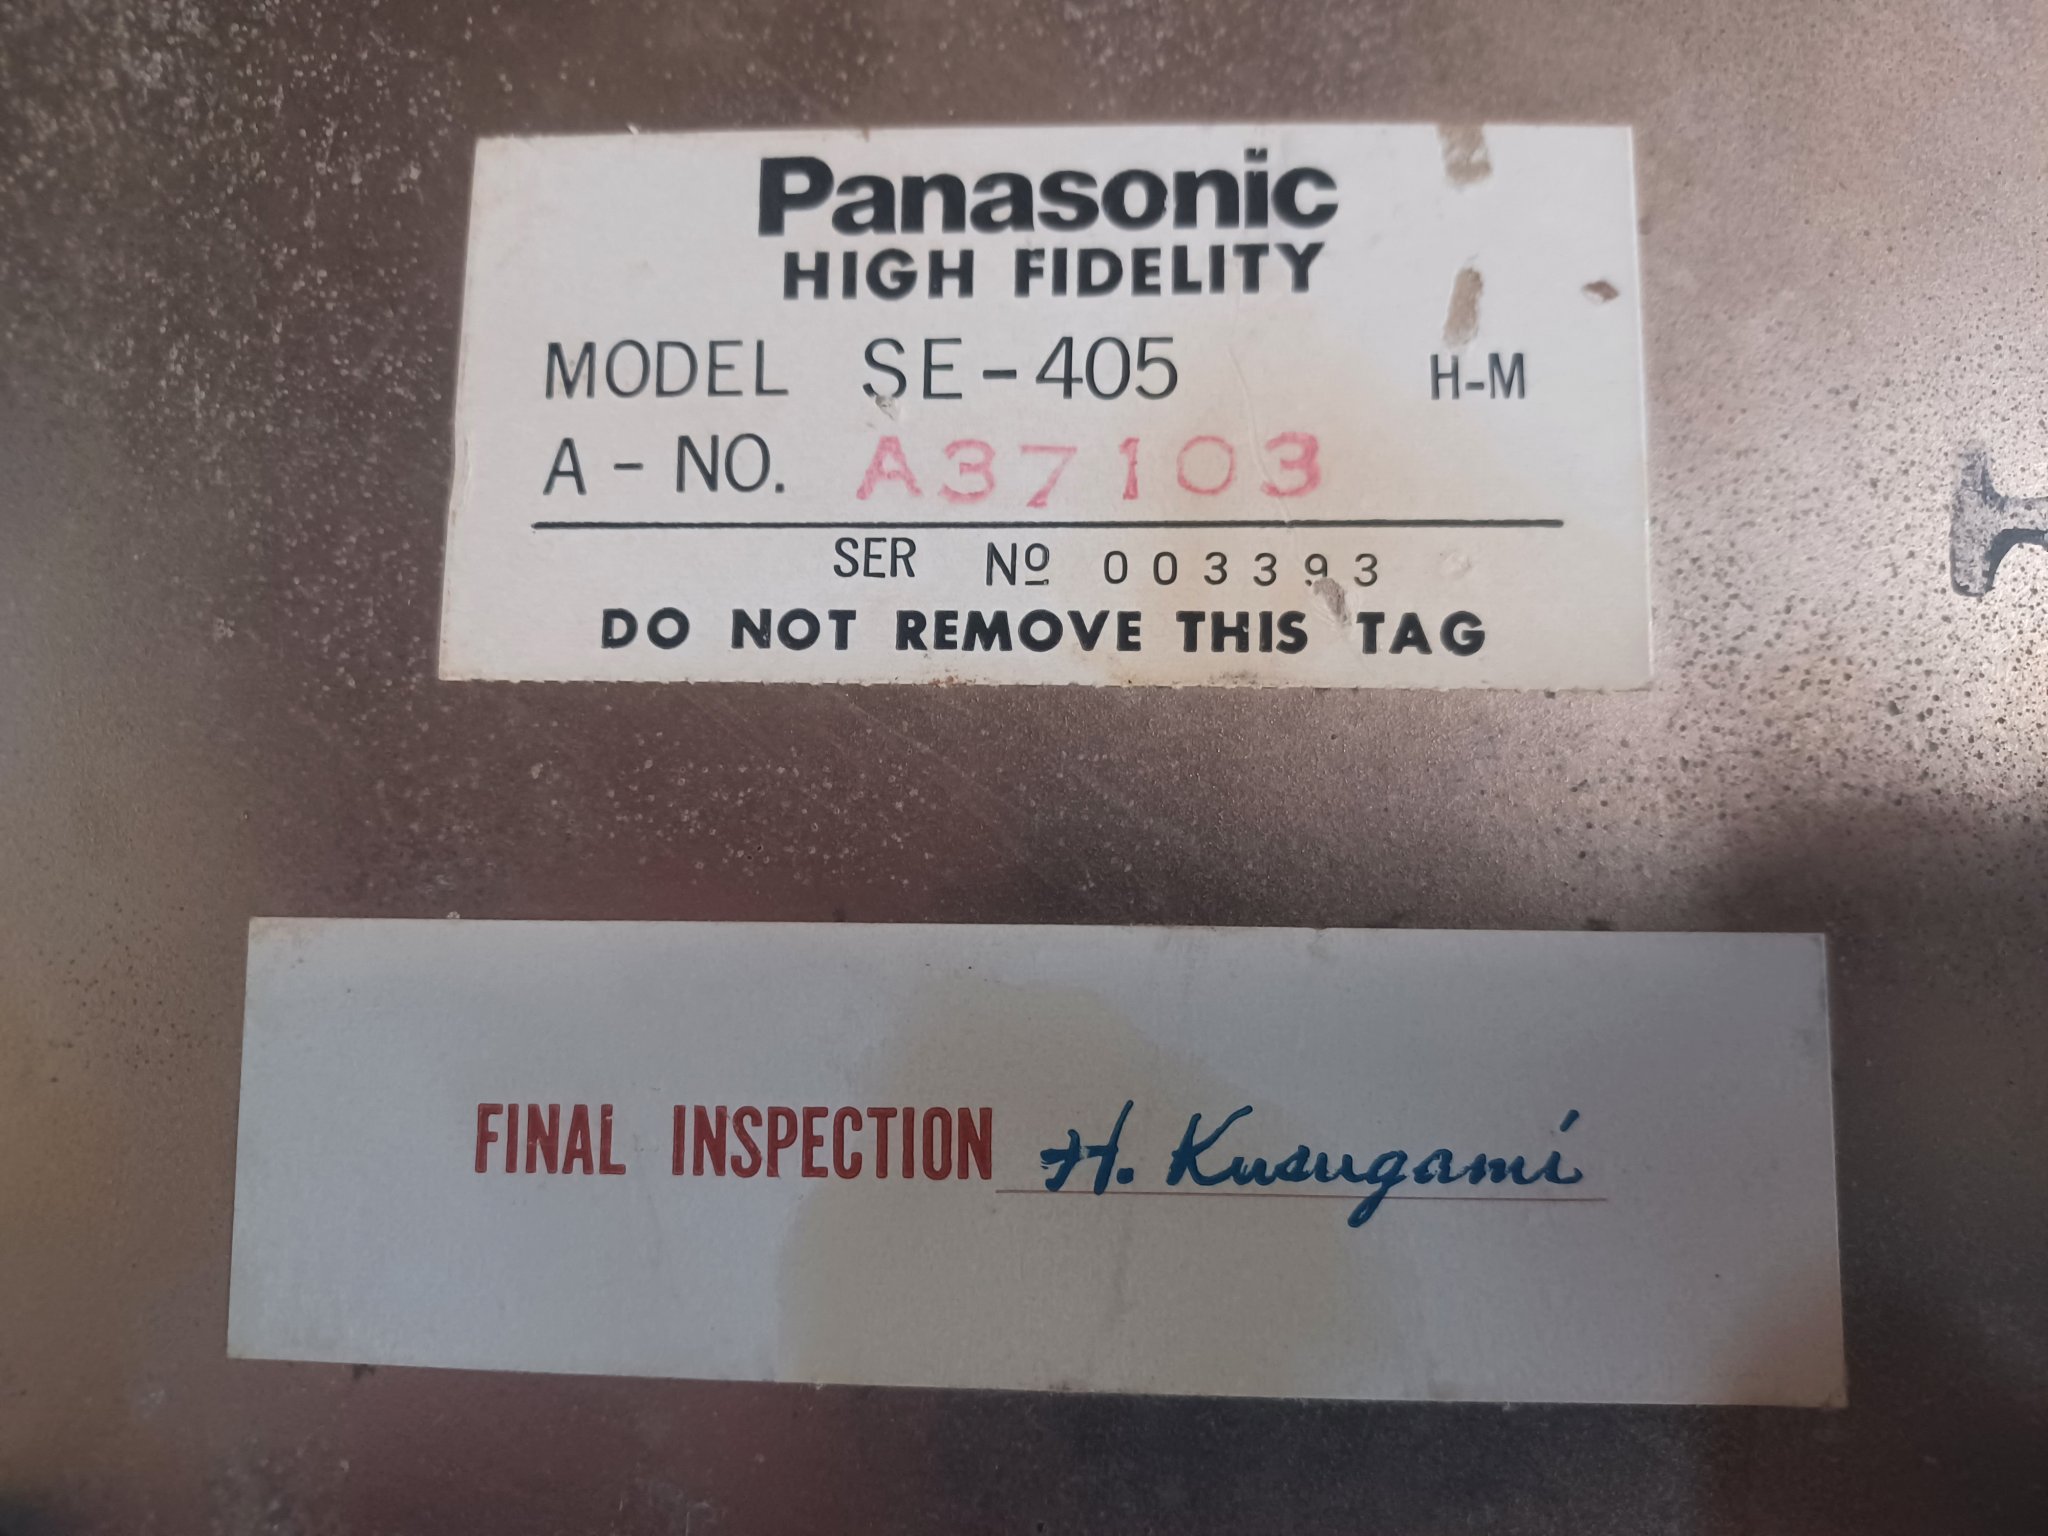 Panasonic
HIGH FIDELITY
MODEL SE-405 H-M
A-NO. A37103
SER Nº 003393
DO NOT REMOVE THIS TAG
FINAL INSPECTION H. Kusugami